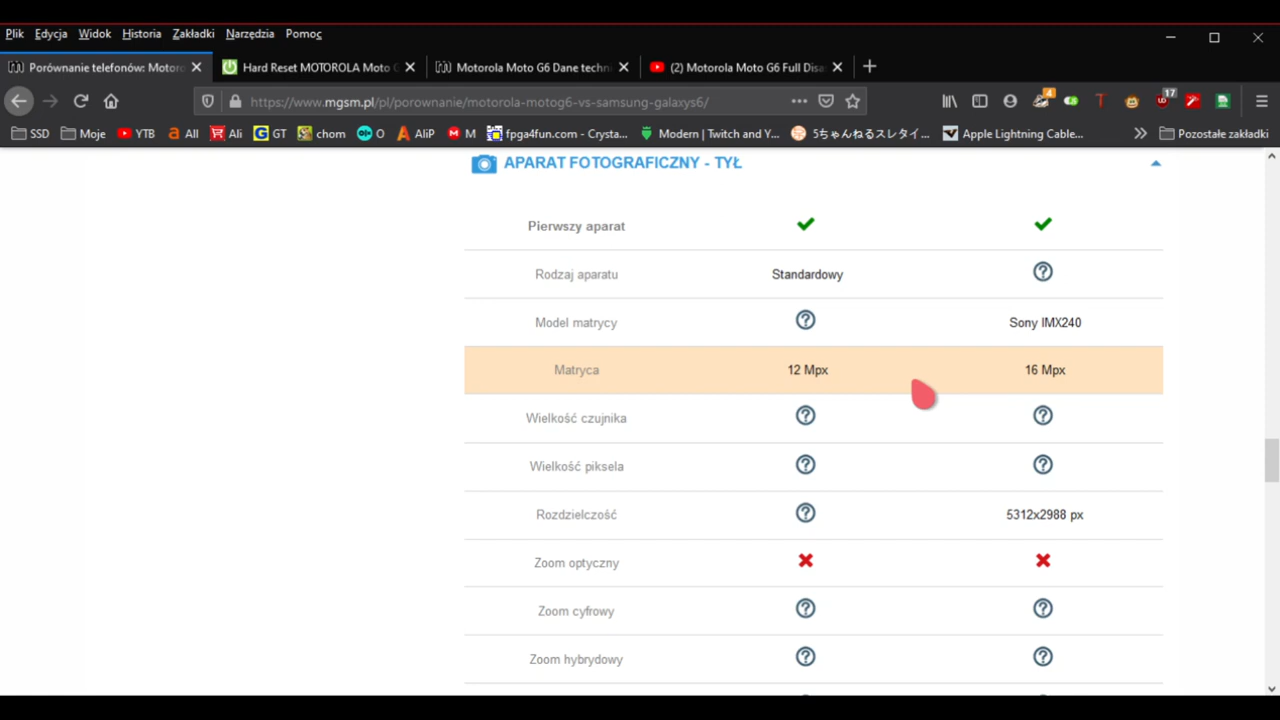 Plik Edycja Widok Historia Zakładki Narzędzia Pomoc
Porównanie telefonów: Motoro Hard Reset MOTOROLA Moto G Motorola Moto G6 Dane techni (2) Motorola Moto G6 Full Disa
https://www.mgsm.pl/pl/porownanie/motorola-motog6-vs-samsung-galaxys6/ 4 17
SSD Moje YTB All Ali GT chom O AliP M fpga4fun.com - Crysta... Modern | Twitch and Y... 5ちゃんねるスレタイ... Apple Lightning Cable... Pozostałe zakładki
APARAT FOTOGRAFICZNY - TYŁ
Pierwszy aparat
Rodzaj aparatu Standardowy
Model matrycy Sony IMX240
Matryca 12 Mpx 16 Mpx
Wielkość czujnika
Wielkość piksela
Rozdzielczość 5312x2988 px
Zoom optyczny
Zoom cyfrowy
Zoom hybrydowy